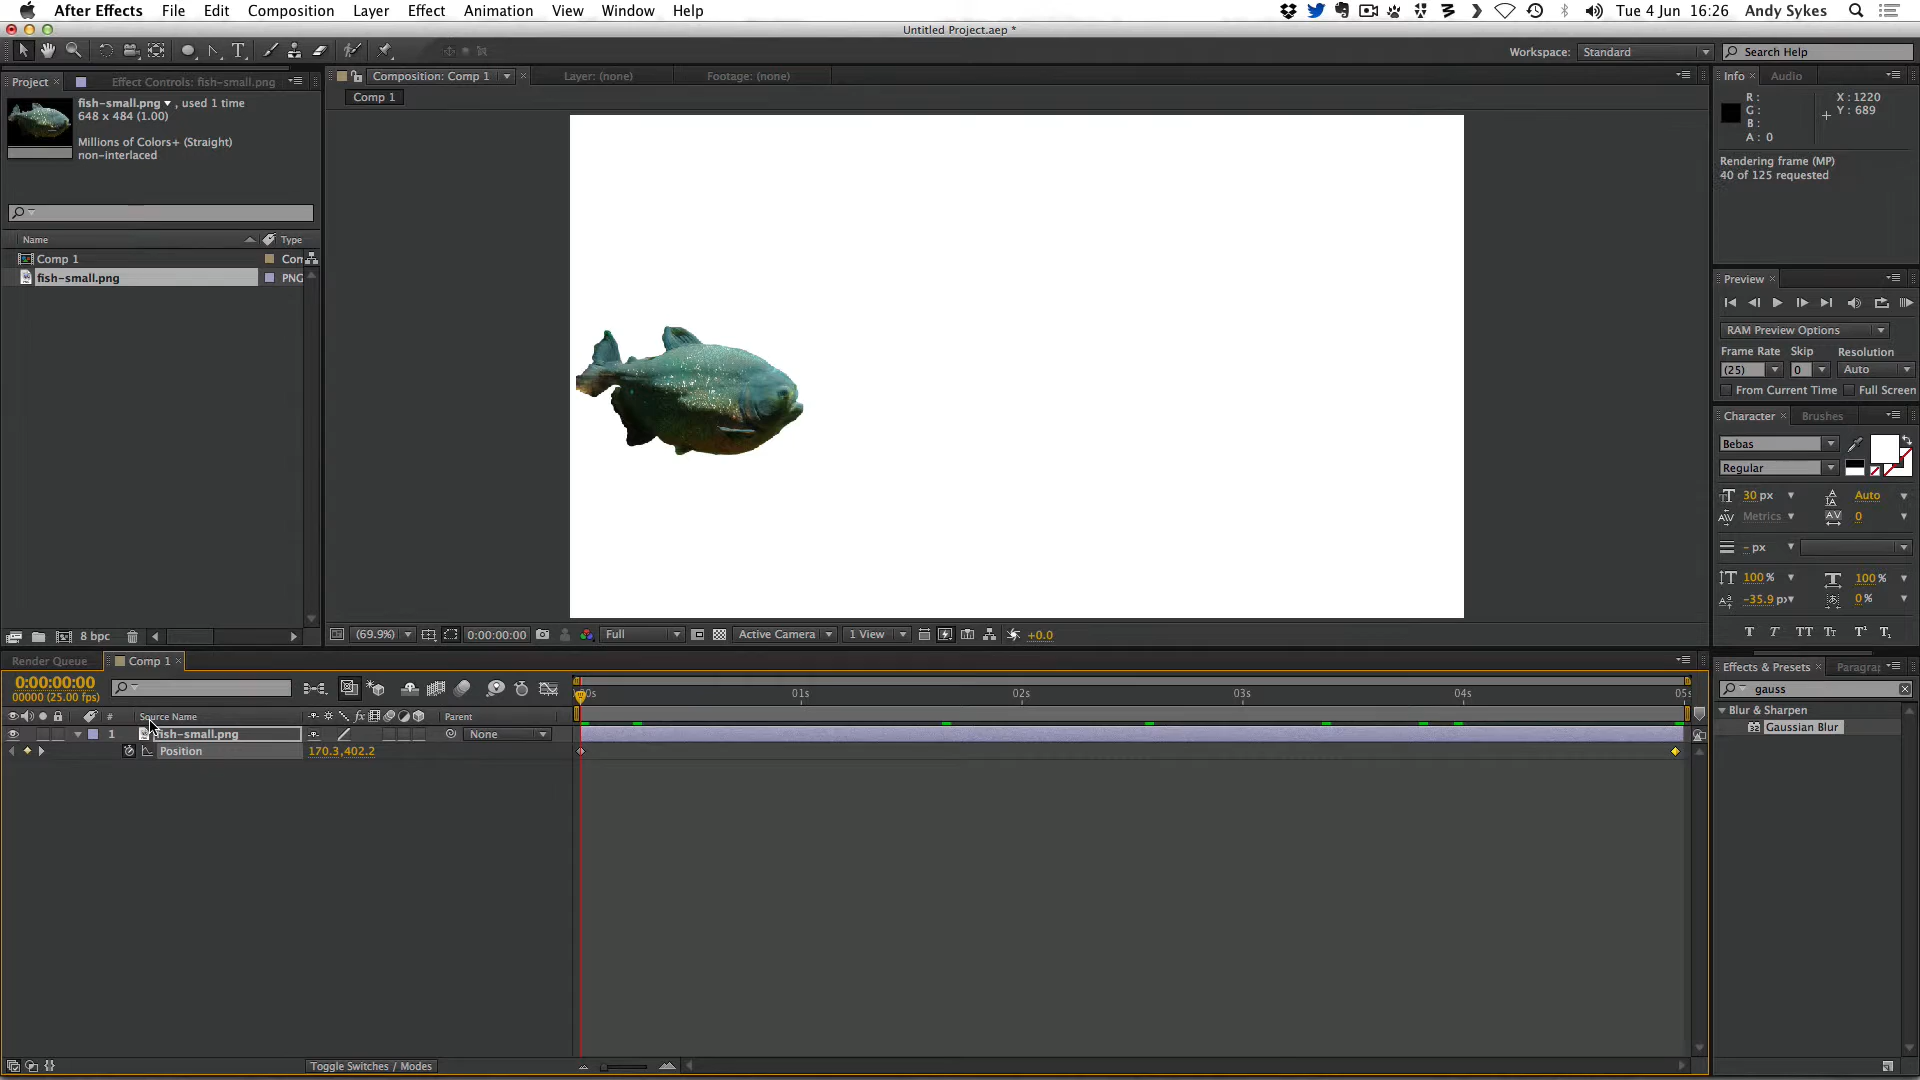 After Effects File Edit Composition Layer Effect Animation View Window Help Tue 4 Jun 16:26 Andy Sykes
Untitled Project.aep *
Workspace: Standard Search Help
Project Effect Controls: fish-small.png Composition: Comp 1 Layer: (none) Footage: (none) Info Audio
Comp 1
fish-small.png , used 1 time
648 x 484 (1.00)
Millions of Colors+ (Straight)
non-interlaced
R: X: 1220
G: Y: 689
B:
A: 0
Rendering frame (MP)
40 of 125 requested
Name Type
Comp 1 Con
fish-small.png PNG
Preview
RAM Preview Options
Frame Rate Skip Resolution
(25) 0 Auto
From Current Time Full Screen
Character Brushes
Bebas
Regular
30 px Auto
Metrics 0
- px
100 % 100 %
-35.9 px 0 %
T T TT Tt T¹ T₁
8 bpc (69.9%) 0:00:00:00 Full Active Camera 1 View +0.0
Render Queue Comp 1
0:00:00:00
00000 (25.00 fps)
01s 02s 03s 04s 05s
# Source Name Parent
1 fish-small.png None
Position 170.3,402.2
Effects & Presets Paragra
gauss
Blur & Sharpen
32 Gaussian Blur
Toggle Switches / Modes